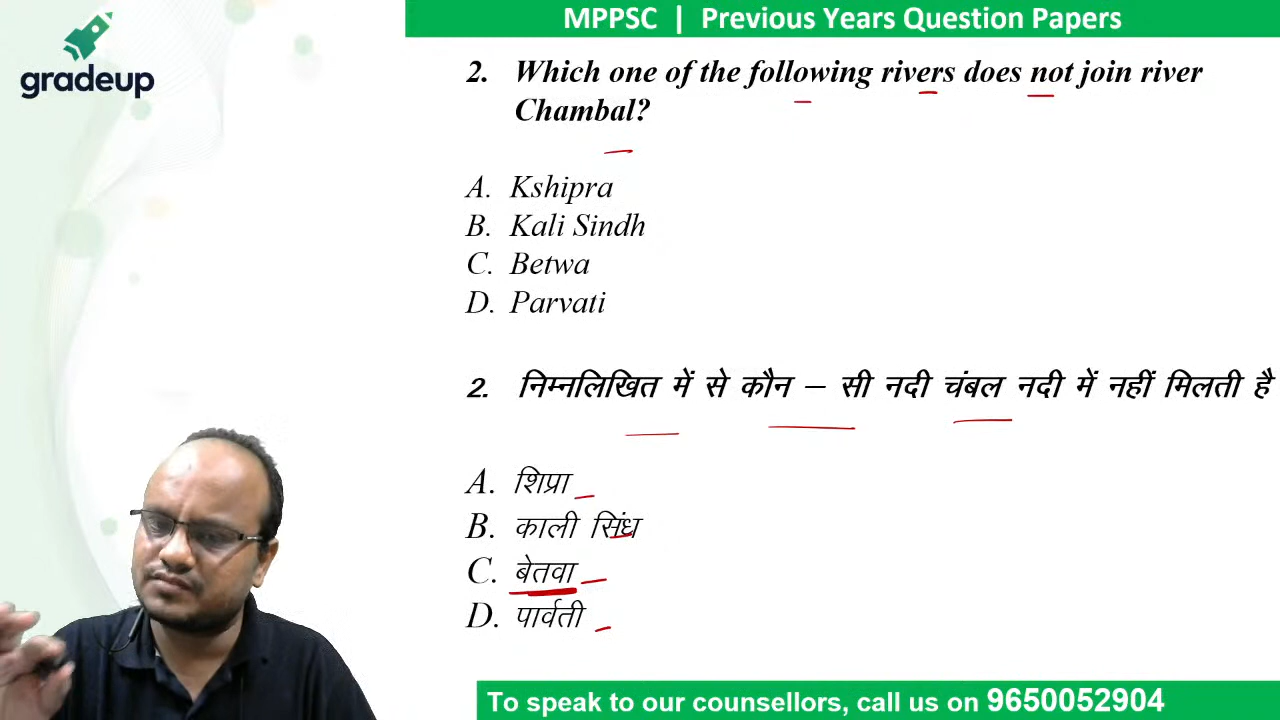 gradeup
MPPSC | Previous Years Question Papers
2. Which one of the following rivers does not join river
Chambal?
A. Kshipra
B. Kali Sindh
C. Betwa
D. Parvati
2. निम्नलिखित में से कौन – सी नदी चंबल नदी में नहीं मिलती है
A. शिप्रा
B. काली सिंध
C. बेतवा
D. पार्वती
To speak to our counsellors, call us on 9650052904